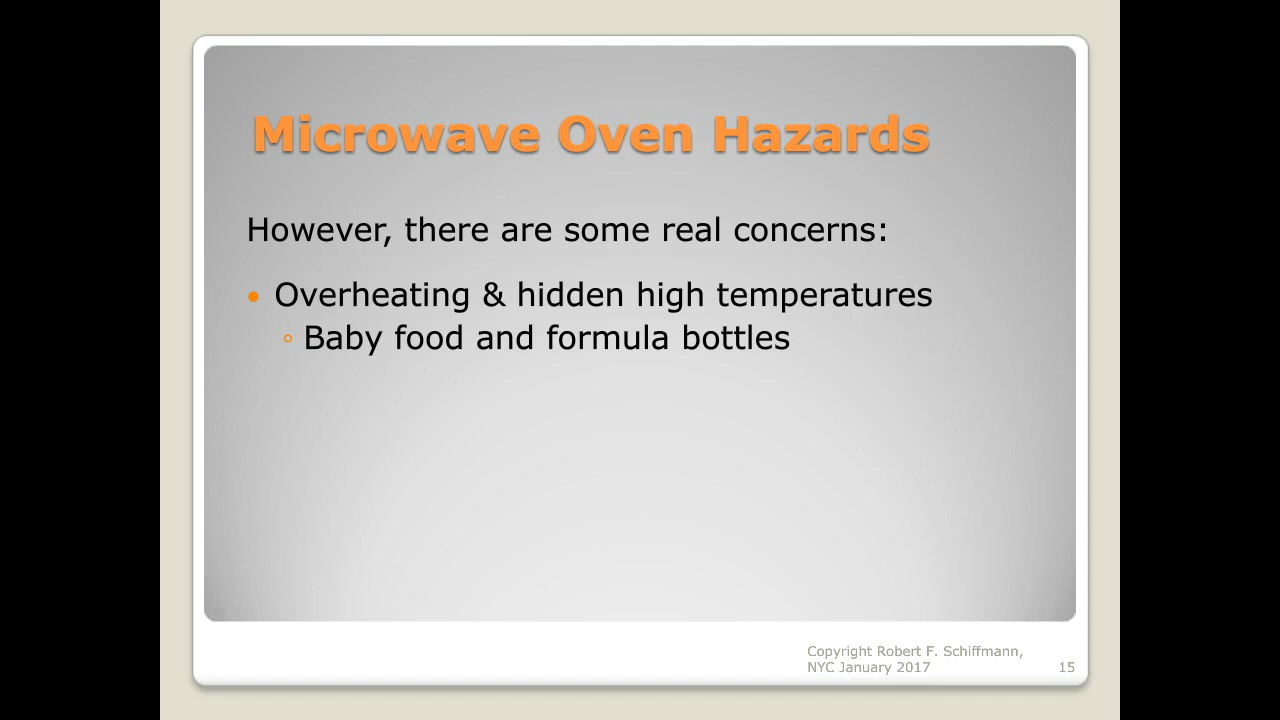 Microwave Oven Hazards
However, there are some real concerns:
• Overheating & hidden high temperatures
◦ Baby food and formula bottles
Copyright Robert F. Schiffmann,
NYC January 2017
15